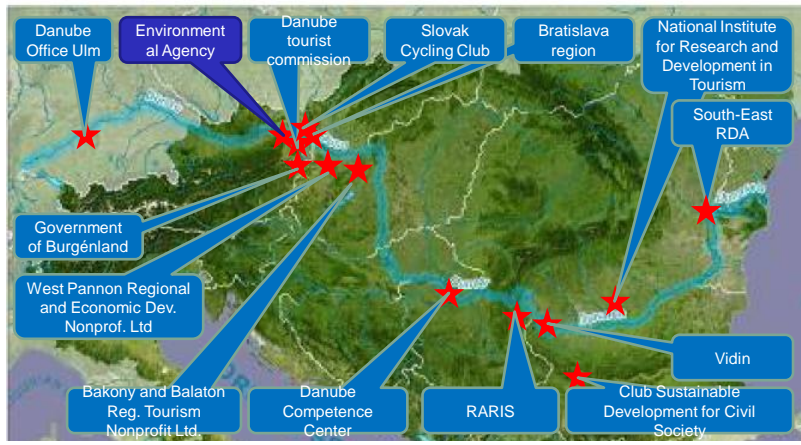 Danube
Office Ulm
Environment
al Agency
Danube
tourist
commission
Slovak
Cycling Club
Bratislava
region
National Institute
for Research and
Development in
Tourism
South-East
RDA
Government
of Burgénland
West Pannon Regional
and Economic Dev.
Nonprof. Ltd
Bakony and Balaton
Reg. Tourism
Nonprofit Ltd.
Danube
Competence
Center
RARIS
Vidin
Club Sustainable
Development for Civil
Society